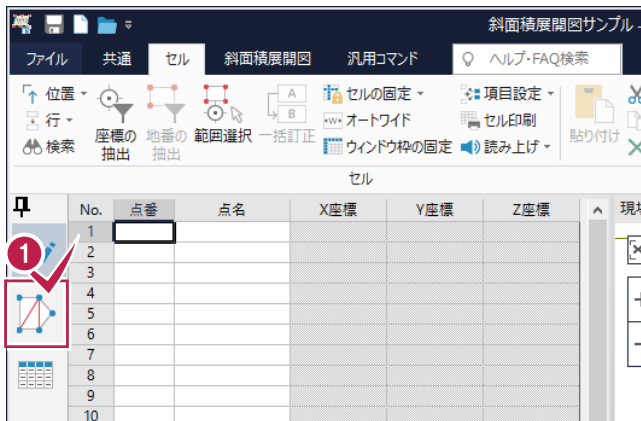 斜面積展開図サンプル -
ファイル 共通 セル 斜面積展開図 汎用コマンド ヘルプ・FAQ検索
位置 A セルの固定 項目設定
行 B オートワイド セル印刷
検索 座標の抽出 地番の抽出 範囲選択 一括訂正 ウィンドウ枠の固定 読み上げ 貼り付け
セル
No. 点番 点名 X座標 Y座標 Z座標 現場
1
2
1
3
4
5
6
7
8
9
10